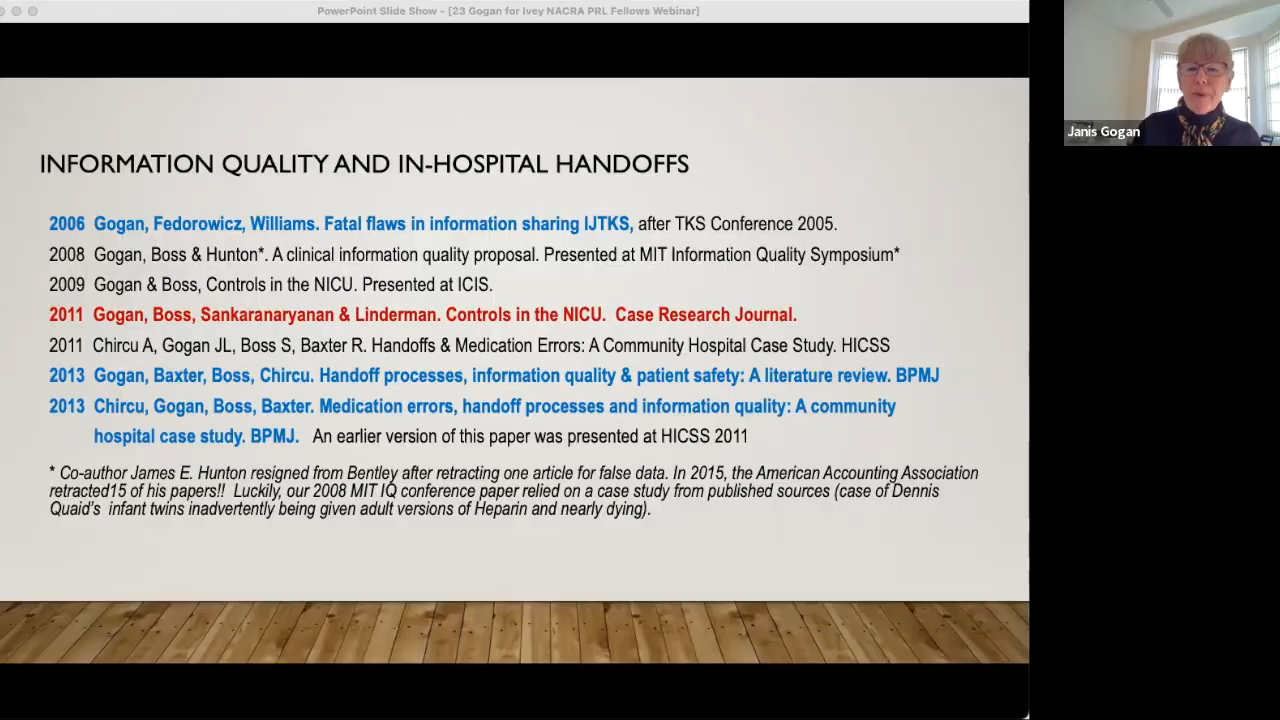 PowerPoint Slide Show - [23 Gogan for Ivey NACRA PRL Fellows Webinar]
Janis Gogan
INFORMATION QUALITY AND IN-HOSPITAL HANDOFFS
2006 Gogan, Fedorowicz, Williams. Fatal flaws in information sharing IJTKS, after TKS Conference 2005.
2008 Gogan, Boss & Hunton*. A clinical information quality proposal. Presented at MIT Information Quality Symposium*
2009 Gogan & Boss, Controls in the NICU. Presented at ICIS.
2011 Gogan, Boss, Sankaranaryanan & Linderman. Controls in the NICU. Case Research Journal.
2011 Chircu A, Gogan JL, Boss S, Baxter R. Handoffs & Medication Errors: A Community Hospital Case Study. HICSS
2013 Gogan, Baxter, Boss, Chircu. Handoff processes, information quality & patient safety: A literature review. BPMJ
2013 Chircu, Gogan, Boss, Baxter. Medication errors, handoff processes and information quality: A community
hospital case study. BPMJ. An earlier version of this paper was presented at HICSS 2011
* Co-author James E. Hunton resigned from Bentley after retracting one article for false data. In 2015, the American Accounting Association
retracted15 of his papers!! Luckily, our 2008 MIT IQ conference paper relied on a case study from published sources (case of Dennis
Quaid's infant twins inadvertently being given adult versions of Heparin and nearly dying).